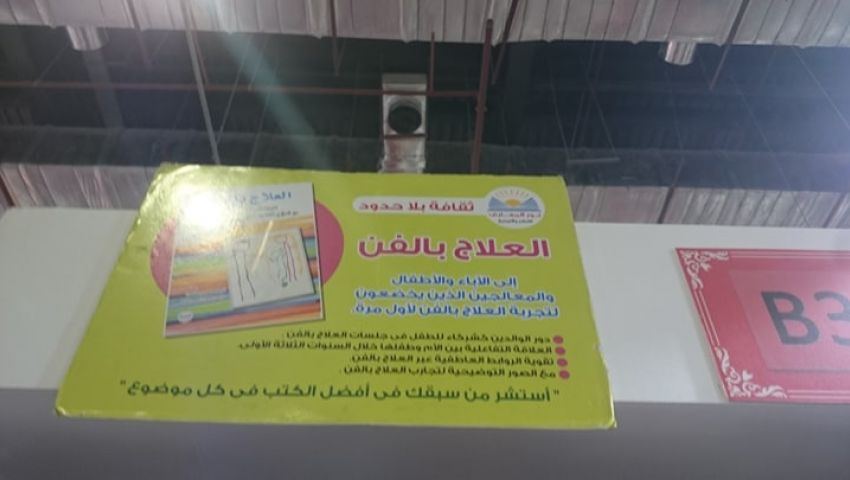 ثقافة بلا حدود
العلاج بالفن
إلى الآباء والأطفال
والمعالجين الذين يخضعون
لتجربة العلاج بالفن لأول مرة.
دور الوالدين كشركاء للطفل فى جلسات العلاج بالفن.
العلاقة التفاعلية بين الأم وطفلها خلال السنوات الثلاثة الأولى.
تقوية الروابط العاطفية عبر العلاج بالفن.
مع الصور التوضيحية لتجارب العلاج بالفن.
"أستشر من سبقك فى أفضل الكتب فى كل موضوع"
العلاج
B3